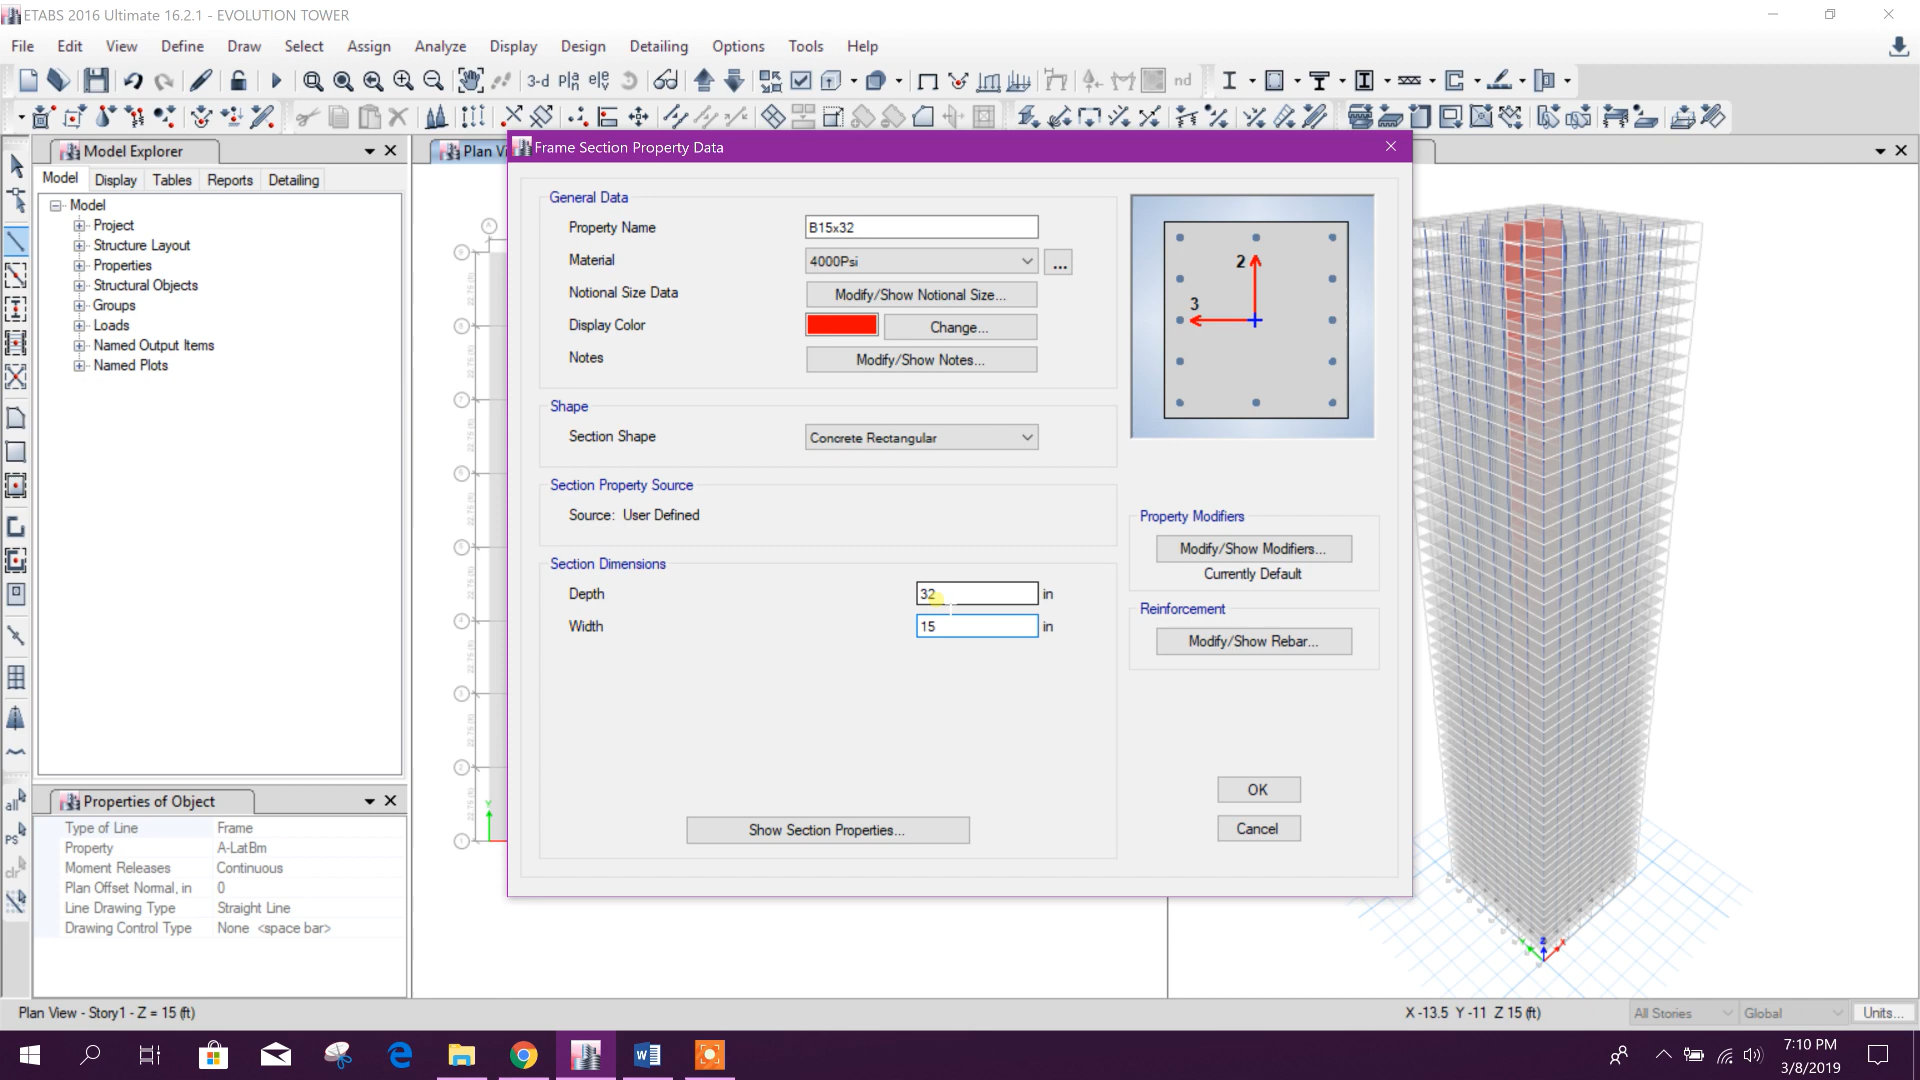 ETABS 2016 Ultimate 16.2.1 - EVOLUTION TOWER
File Edit View Define Draw Select Assign Analyze Display Design Detailing Options Tools Help
3-d
nd
Model Explorer
Model Display Tables Reports Detailing
Model
Project
Structure Layout
Properties
Structural Objects
Groups
Loads
Named Output Items
Named Plots
Properties of Object
Type of Line Frame
Property A-LatBm
Moment Releases Continuous
Plan Offset Normal, in 0
Line Drawing Type Straight Line
Drawing Control Type None <space bar>
all
PS
clr
Plan Vi
Frame Section Property Data
General Data
Property Name B15x32
Material 4000Psi ...
Notional Size Data Modify/Show Notional Size...
Display Color Change...
Notes Modify/Show Notes...
Shape
Section Shape Concrete Rectangular
Section Property Source
Source: User Defined
Section Dimensions
Depth 32 in
Width 15 in
Show Section Properties...
2
3
Property Modifiers
Modify/Show Modifiers...
Currently Default
Reinforcement
Modify/Show Rebar...
OK
Cancel
Plan View - Story1 - Z = 15 (ft)
X -13.5 Y -11 Z 15 (ft)
All Stories
Global
Units...
7:10 PM
3/8/2019